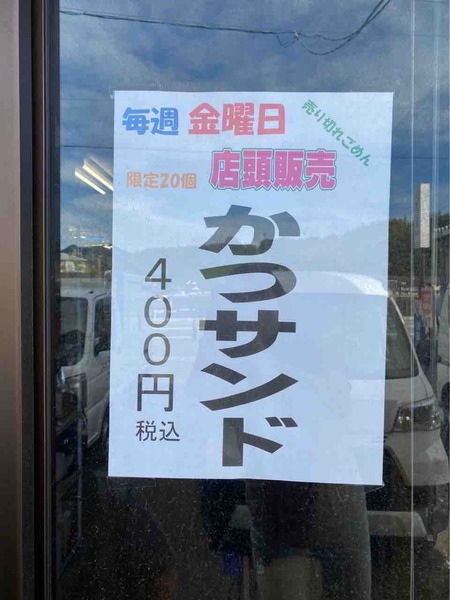 毎週 金曜日
売り切れごめん
限定20個
店頭販売
かつサンド
400円
税込